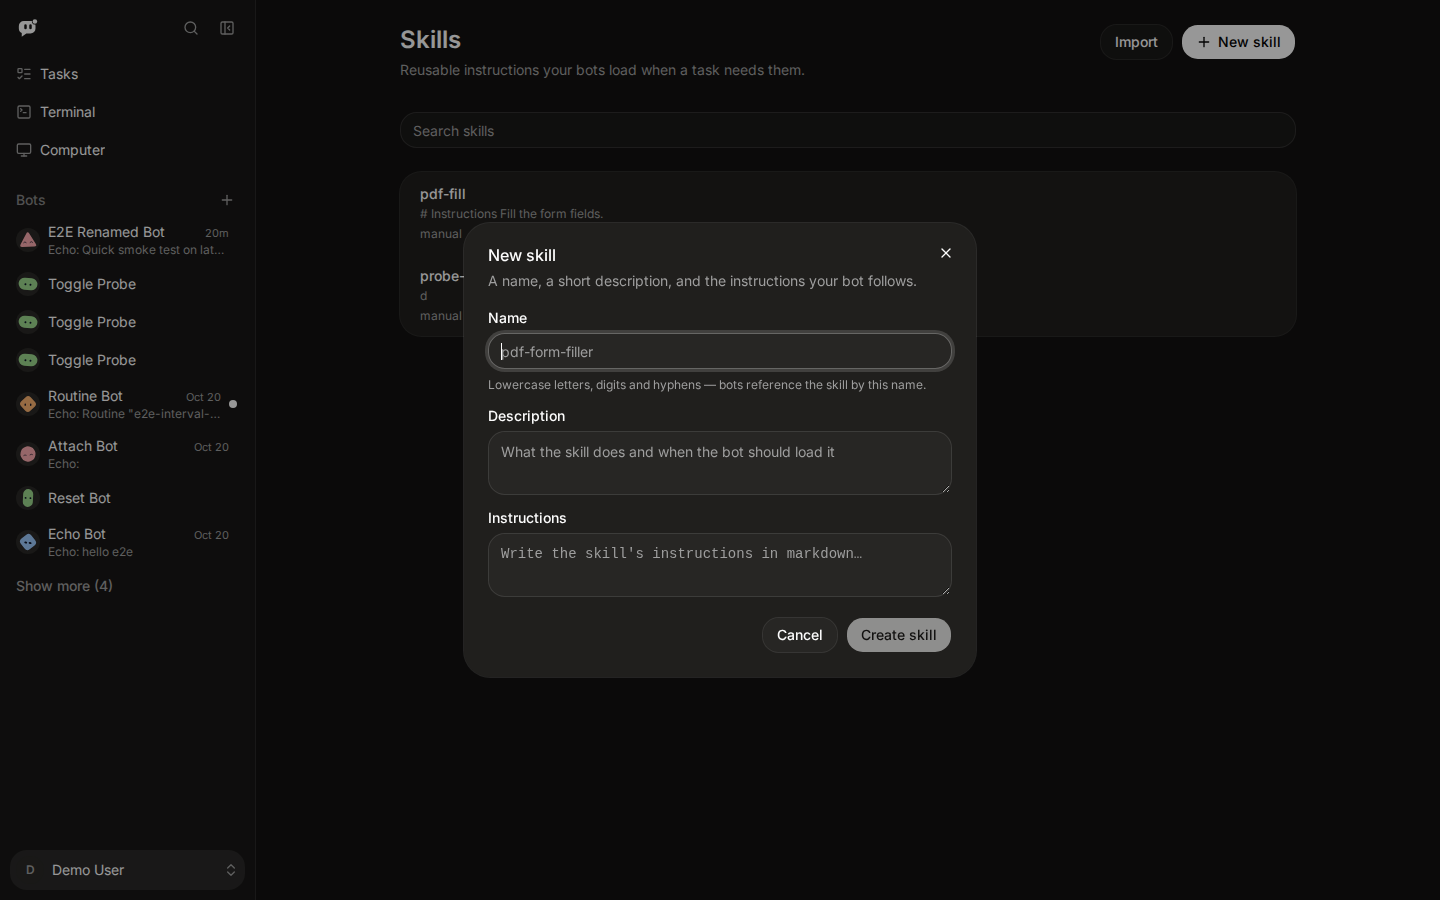 Tasks
Terminal
Computer
Bots
E2E Renamed Bot 20m
Echo: Quick smoke test on lat...
Toggle Probe
Toggle Probe
Toggle Probe
Routine Bot Oct 20
Echo: Routine "e2e-interval-...
Attach Bot Oct 20
Echo:
Reset Bot
Echo Bot Oct 20
Echo: hello e2e
Show more (4)
D Demo User
Skills
Import
New skill
Reusable instructions your bots load when a task needs them.
Search skills
pdf-fill
# Instructions Fill the form fields.
manual
probe-
d
manual
New skill
A name, a short description, and the instructions your bot follows.
Name
pdf-form-filler
Lowercase letters, digits and hyphens — bots reference the skill by this name.
Description
What the skill does and when the bot should load it
Instructions
Write the skill's instructions in markdown…
Cancel
Create skill